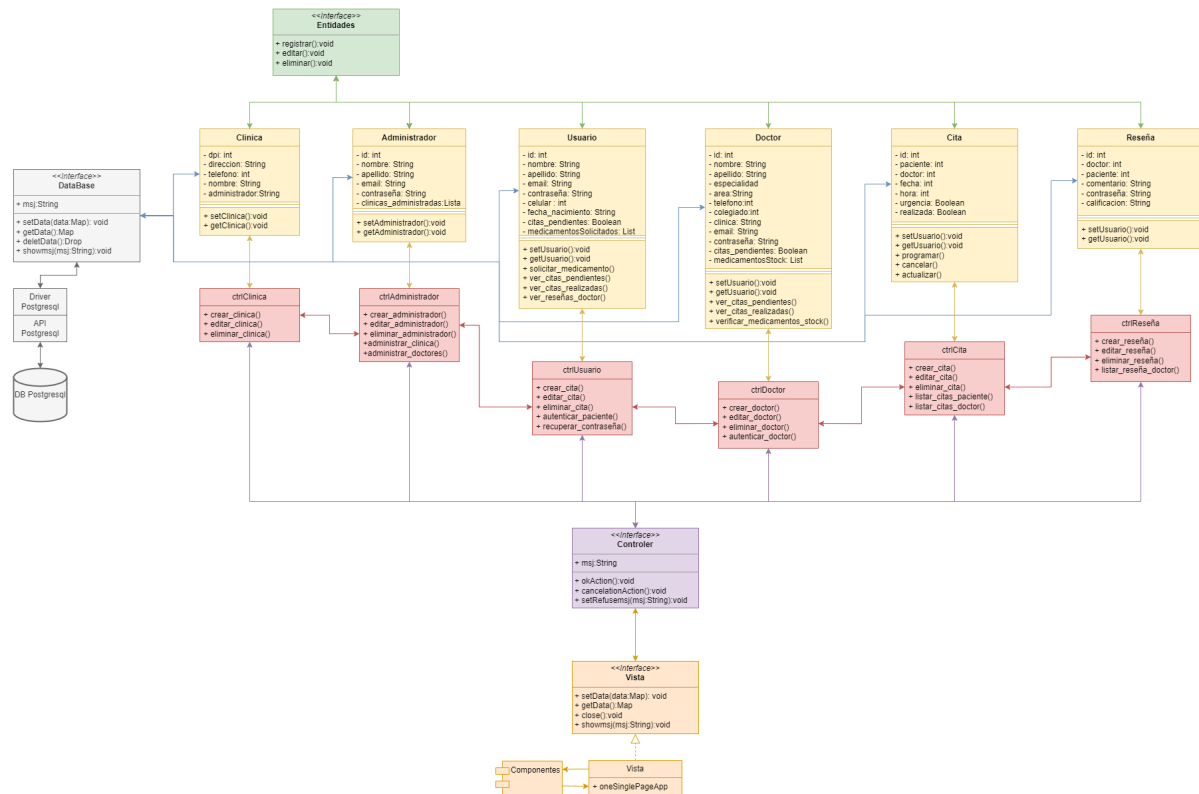 <<Interface>>
Entidades
+ registrar():void
+ editar():void
+ eliminar():void
Clinica
- dpi: int
- direccion: String
- telefono: int
- nombre: String
- administrador:String
+ setClinica():void
+ getClinica():void
Administrador
- id: int
- nombre: String
- apellido: String
- email: String
- contraseña: String
- clinicas_administradas:Lista
+ setAdministrador():void
+ getAdministrador():void
Usuario
- id: int
- nombre: String
- apellido: String
- email: String
- contraseña: String
- celular : int
- fecha_nacimiento: String
- citas_pendientes: Boolean
- medicamentosSolicitados: List
+ setUsuario():void
+ getUsuario():void
+ solicitar_medicamento()
+ ver_citas_pendientes()
+ ver_citas_realizadas()
+ ver_reseñas_doctor()
Doctor
- id: int
- nombre: String
- apellido: String
- especialidad
- area:String
- telefono:int
- colegiado:int
- clinica: String
- email: String
- contraseña: String
- citas_pendientes: Boolean
- medicamentosStock: List
+ setUsuario():void
+ getUsuario():void
+ ver_citas_pendientes()
+ ver_citas_realizadas()
+ verificar_medicamentos_stock()
Cita
- id: int
- paciente: int
- doctor: int
- fecha: int
- hora: int
- urgencia: Boolean
- realizada: Boolean
+ setUsuario():void
+ getUsuario():void
+ programar()
+ cancelar()
+ actualizar()
Reseña
- id: int
- doctor: int
- paciente: int
- comentario: String
- contraseña: String
- calificacion: String
+ setUsuario():void
+ getUsuario():void
<<Interface>>
DataBase
+ msj:String
+ setData(data:Map): void
+ getData():Map
+ deletData():Drop
+ showmsj(msj:String):void
Driver
Postgresql
API
Postgresql
DB Postgresql
ctrlClinica
+ crear_clinica()
+ editar_clinica()
+ eliminar_clinica()
ctrlAdministrador
+ crear_administrador()
+ editar_administrador()
+ eliminar_administrador()
+administrar_clinica()
+administrar_doctores()
ctrlUsuario
+ crear_cita()
+ editar_cita()
+ eliminar_cita()
+ autenticar_paciente()
+ recuperar_contraseña()
ctrlDoctor
+ crear_doctor()
+ editar_doctor()
+ eliminar_doctor()
+ autenticar_doctor()
ctrlCita
+ crear_cita()
+ editar_cita()
+ eliminar_cita()
+ listar_citas_paciente()
+ listar_citas_doctor()
ctrlReseña
+ crear_reseña()
+ editar_reseña()
+ eliminar_reseña()
+ listar_reseña_doctor()
<<Interface>>
Controler
+ msj:String
+ okAction():void
+ cancelationAction():void
+ setRefusemsj(msj:String):void
<<Interface>>
Vista
+ setData(data:Map): void
+ getData():Map
+ close():void
+ showmsj(msj:String):void
Componentes
Vista
+ oneSinglePageApp